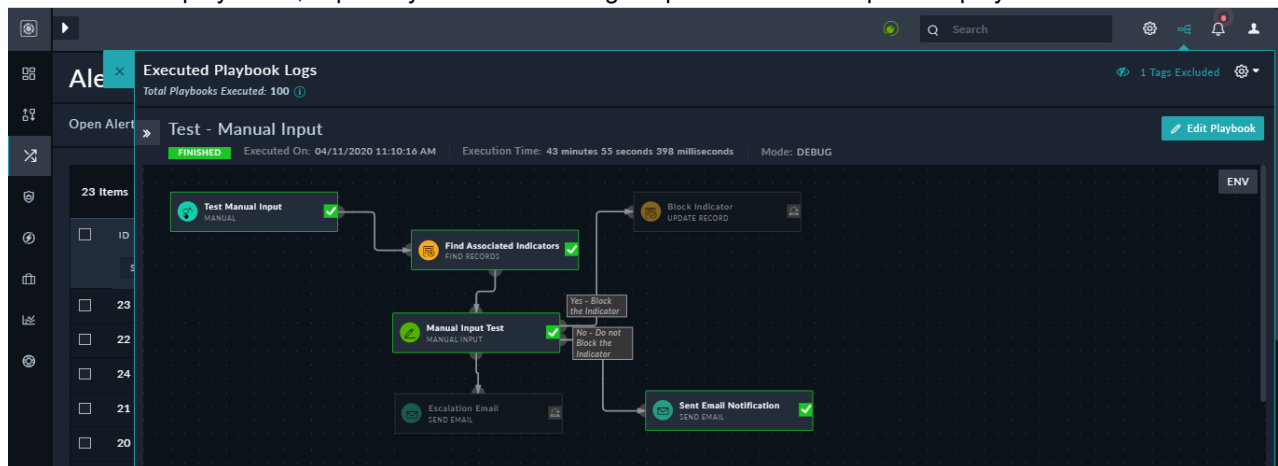 Search
Ale
Executed Playbook Logs
1 Tags Excluded
Total Playbooks Executed: 100
Open Alert
Test - Manual Input
Edit Playbook
FINISHED Executed On: 04/11/2020 11:10:16 AM Execution Time: 43 minutes 55 seconds 398 milliseconds Mode: DEBUG
ENV
23 Items
ID
23
22
24
21
20
Test Manual Input
MANUAL
Find Associated Indicators
FIND RECORDS
Block Indicator
UPDATE RECORD
Yes - Block
the Indicator
Manual Input Test
MANUAL INPUT
No - Do not
Block the
Indicator
Escalation Email
SEND EMAIL
Sent Email Notification
SEND EMAIL